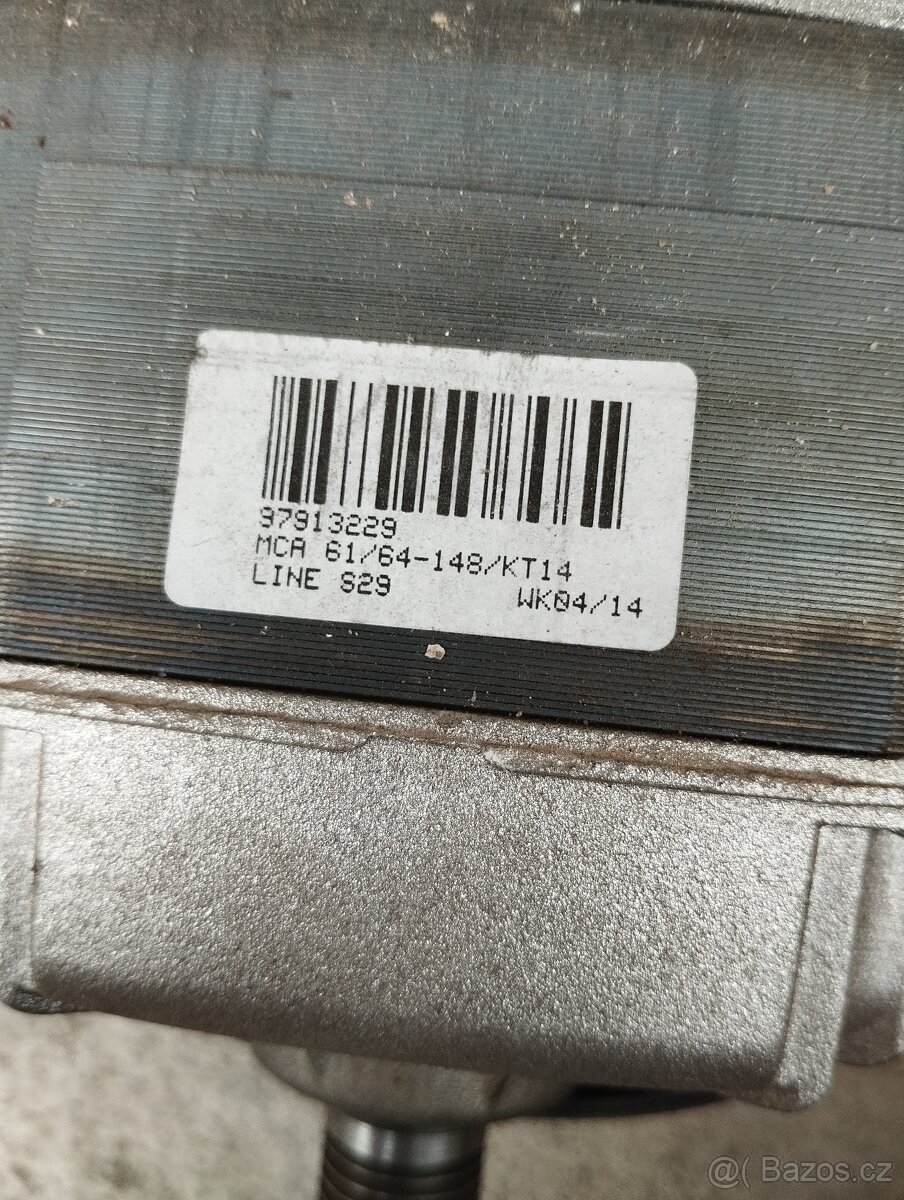 97913229
MCA 61/64-148/KT14
LINE S29
WK04/14
@( Bazos.cz